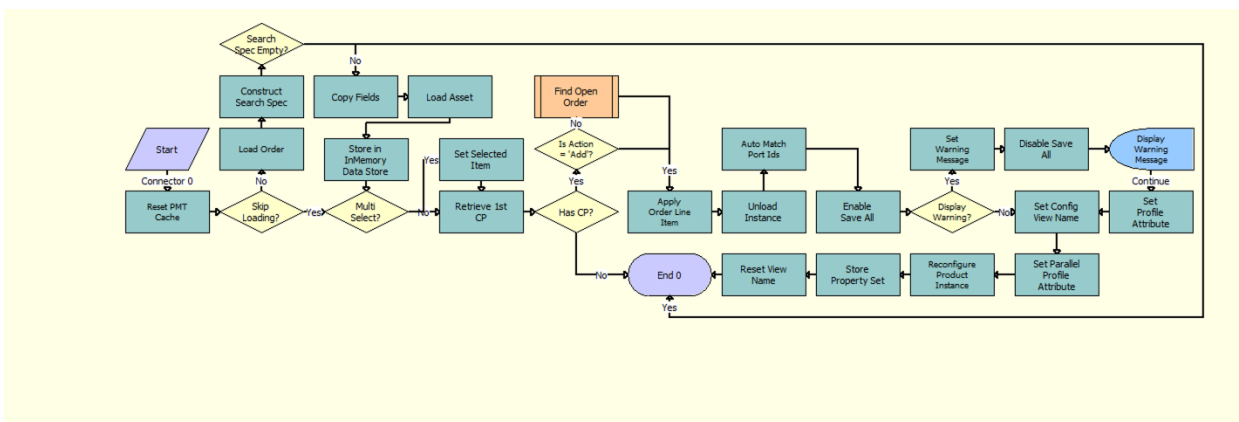 Search
Spec Empty?
No
Construct
Search Spec
Copy Fields
Load Asset
Find Open
Order
No
Start
Load Order
Store in
InMemory
Data Store
Yes
Set Selected
Item
Is Action
= 'Add'?
Auto Match
Port Ids
Set
Warning
Message
Disable Save
All
Display
Warning
Message
Connector 0
No
Yes
Yes
Yes
Continue
Reset PMT
Cache
Skip
Loading?
Yes
Multi
Select?
No
Retrieve 1st
CP
Has CP?
Apply
Order Line
Item
Unload
Instance
Enable
Save All
Display
Warning?
No
Set Config
View Name
Set
Profile
Attribute
No
End 0
Reset View
Name
Store
Property Set
Reconfigure
Product
Instance
Set Parallel
Profile
Attribute
Yes